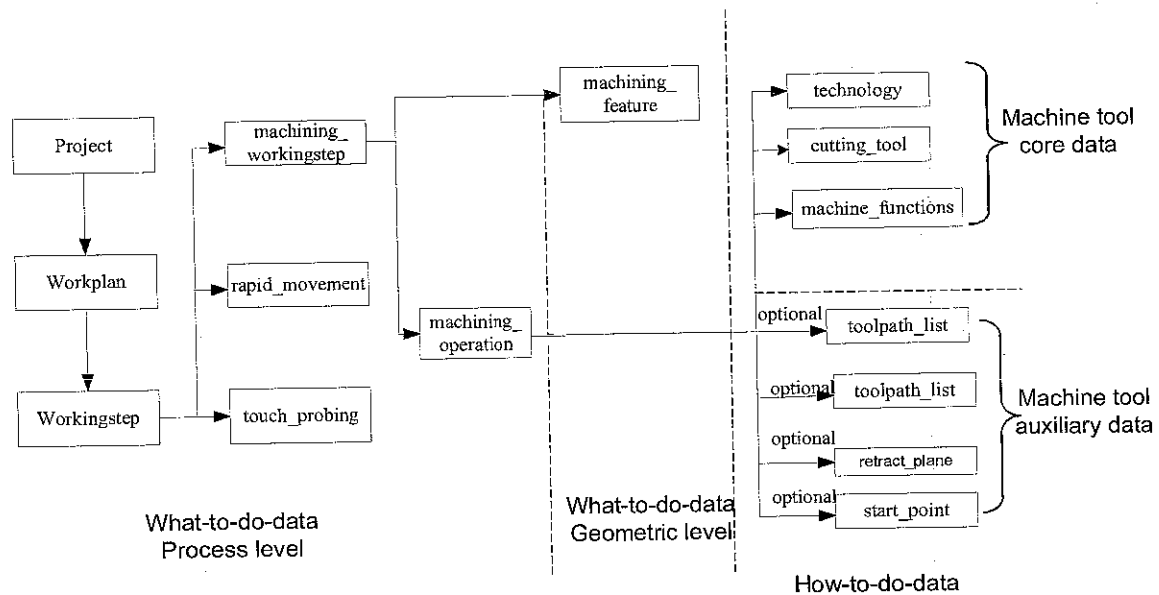 Project
Workplan
Workingstep
machining_
workingstep
rapid_movement
touch_probing
machining_
operation
machining_
feature
technology
cutting_tool
machine_functions
Machine tool
core data
optional
toolpath_list
optional
toolpath_list
optional
retract_plane
optional
start_point
Machine tool
auxiliary data
What-to-do-data
Process level
What-to-do-data
Geometric level
How-to-do-data